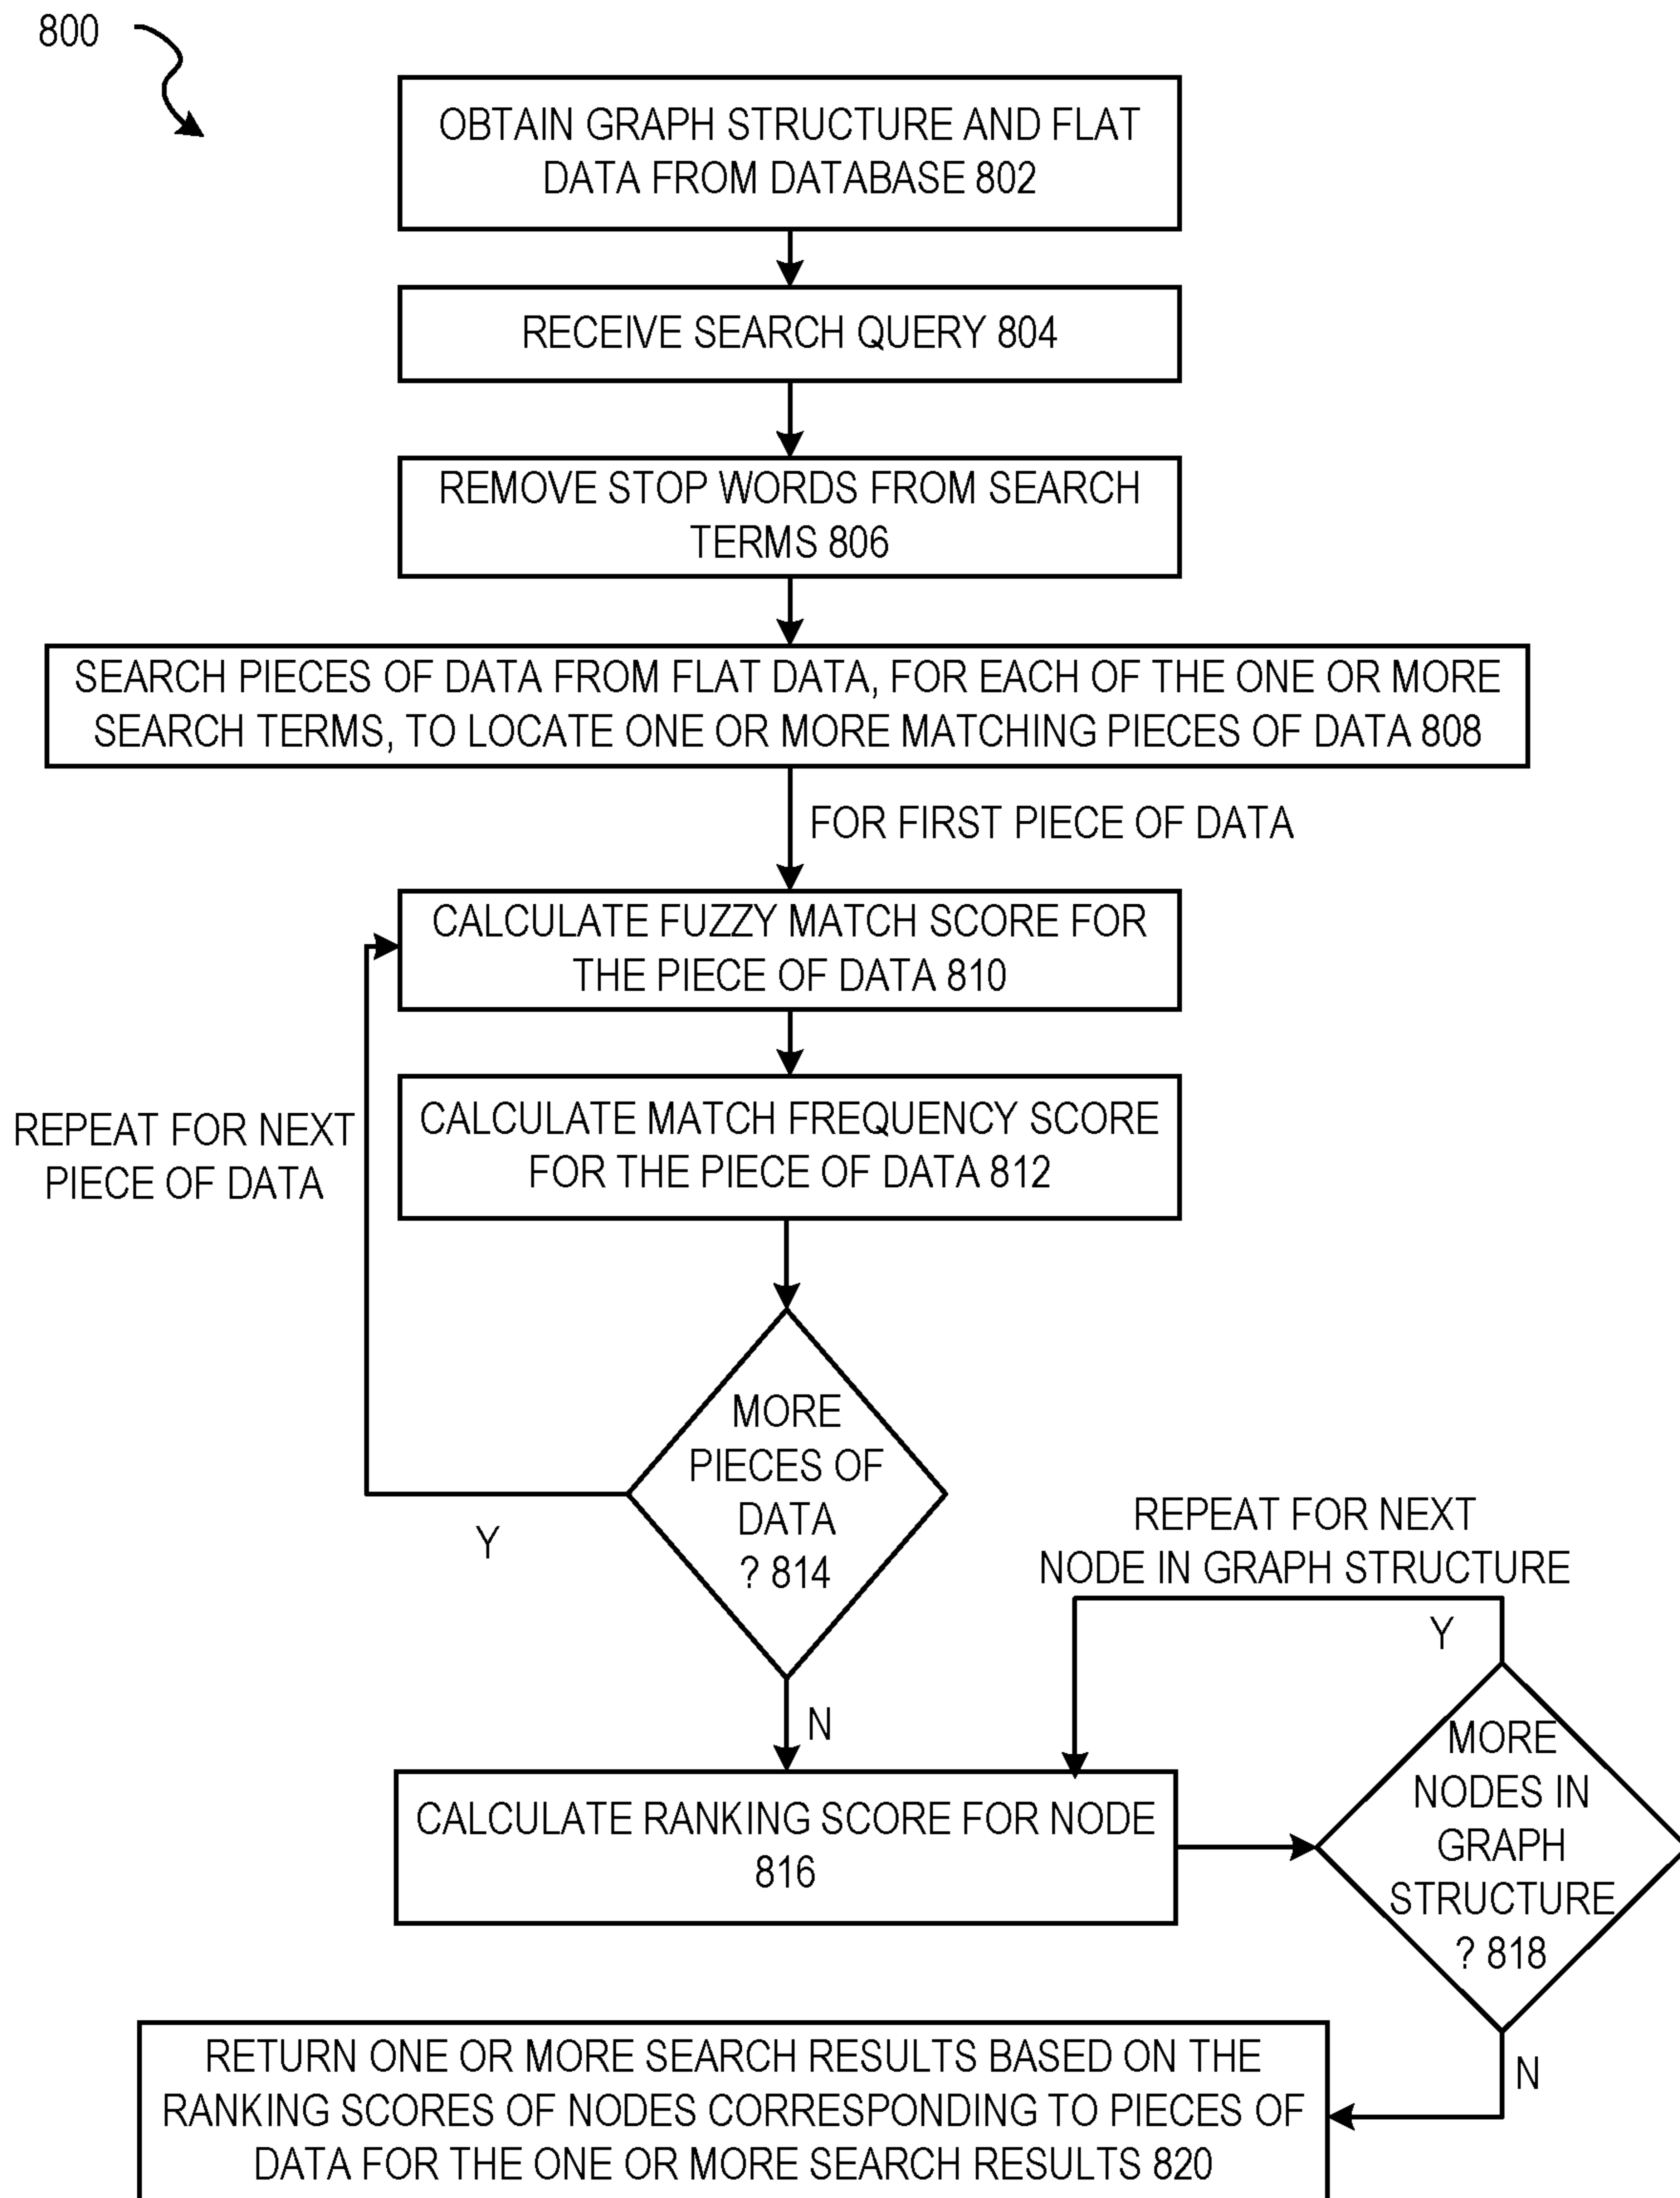 800
OBTAIN GRAPH STRUCTURE AND FLAT
DATA FROM DATABASE 802
RECEIVE SEARCH QUERY 804
REMOVE STOP WORDS FROM SEARCH
TERMS 806
SEARCH PIECES OF DATA FROM FLAT DATA, FOR EACH OF THE ONE OR MORE
SEARCH TERMS, TO LOCATE ONE OR MORE MATCHING PIECES OF DATA 808
FOR FIRST PIECE OF DATA
CALCULATE FUZZY MATCH SCORE FOR
THE PIECE OF DATA 810
CALCULATE MATCH FREQUENCY SCORE
FOR THE PIECE OF DATA 812
REPEAT FOR NEXT
PIECE OF DATA
MORE
PIECES OF
DATA
? 814
Y
N
REPEAT FOR NEXT
NODE IN GRAPH STRUCTURE
Y
CALCULATE RANKING SCORE FOR NODE
816
MORE
NODES IN
GRAPH
STRUCTURE
? 818
N
RETURN ONE OR MORE SEARCH RESULTS BASED ON THE
RANKING SCORES OF NODES CORRESPONDING TO PIECES OF
DATA FOR THE ONE OR MORE SEARCH RESULTS 820